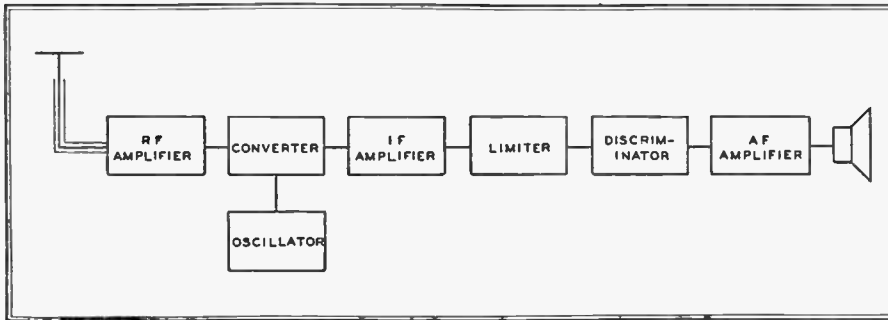 RF
AMPLIFIER
CONVERTER
IF
AMPLIFIER
LIMITER
DISCRIM-
INATOR
AF
AMPLIFIER
OSCILLATOR